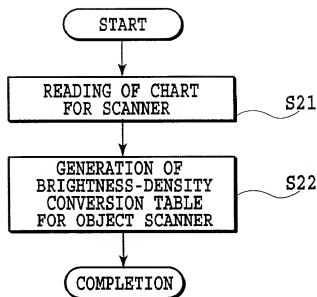 START
READING OF CHART
FOR SCANNER
S21
GENERATION OF
BRIGHTNESS-DENSITY
CONVERSION TABLE
FOR OBJECT SCANNER
S22
COMPLETION